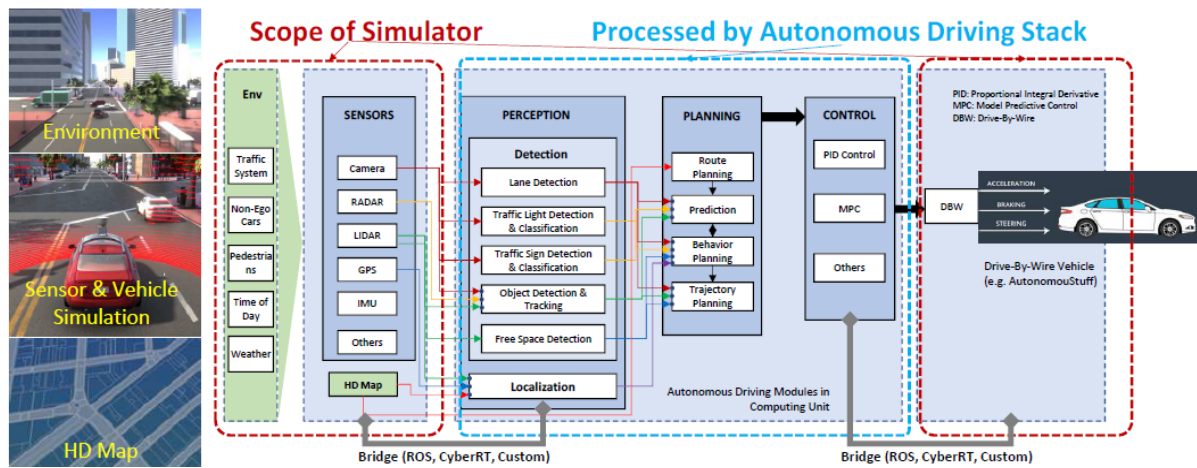 Scope of Simulator
Processed by Autonomous Driving Stack
Environment
Sensor & Vehicle
Simulation
HD Map
Env
Traffic
System
Non-Ego
Cars
Pedestri
ans
Time of
Day
Weather
SENSORS
Camera
RADAR
LIDAR
GPS
IMU
Others
HD Map
PERCEPTION
Detection
Lane Detection
Traffic Light Detection
& Classification
Traffic Sign Detection
& Classification
Object Detection &
Tracking
Free Space Detection
Localization
PLANNING
Route
Planning
Prediction
Behavior
Planning
Trajectory
Planning
CONTROL
PID Control
MPC
Others
Autonomous Driving Modules in
Computing Unit
PID: Proportional Integral Derivative
MPC: Model Predictive Control
DBW: Drive-By-Wire
DBW
ACCELERATION
BRAKING
STEERING
Drive-By-Wire Vehicle
(e.g. AutonomouStuff)
Bridge (ROS, CyberRT, Custom)
Bridge (ROS, CyberRT, Custom)